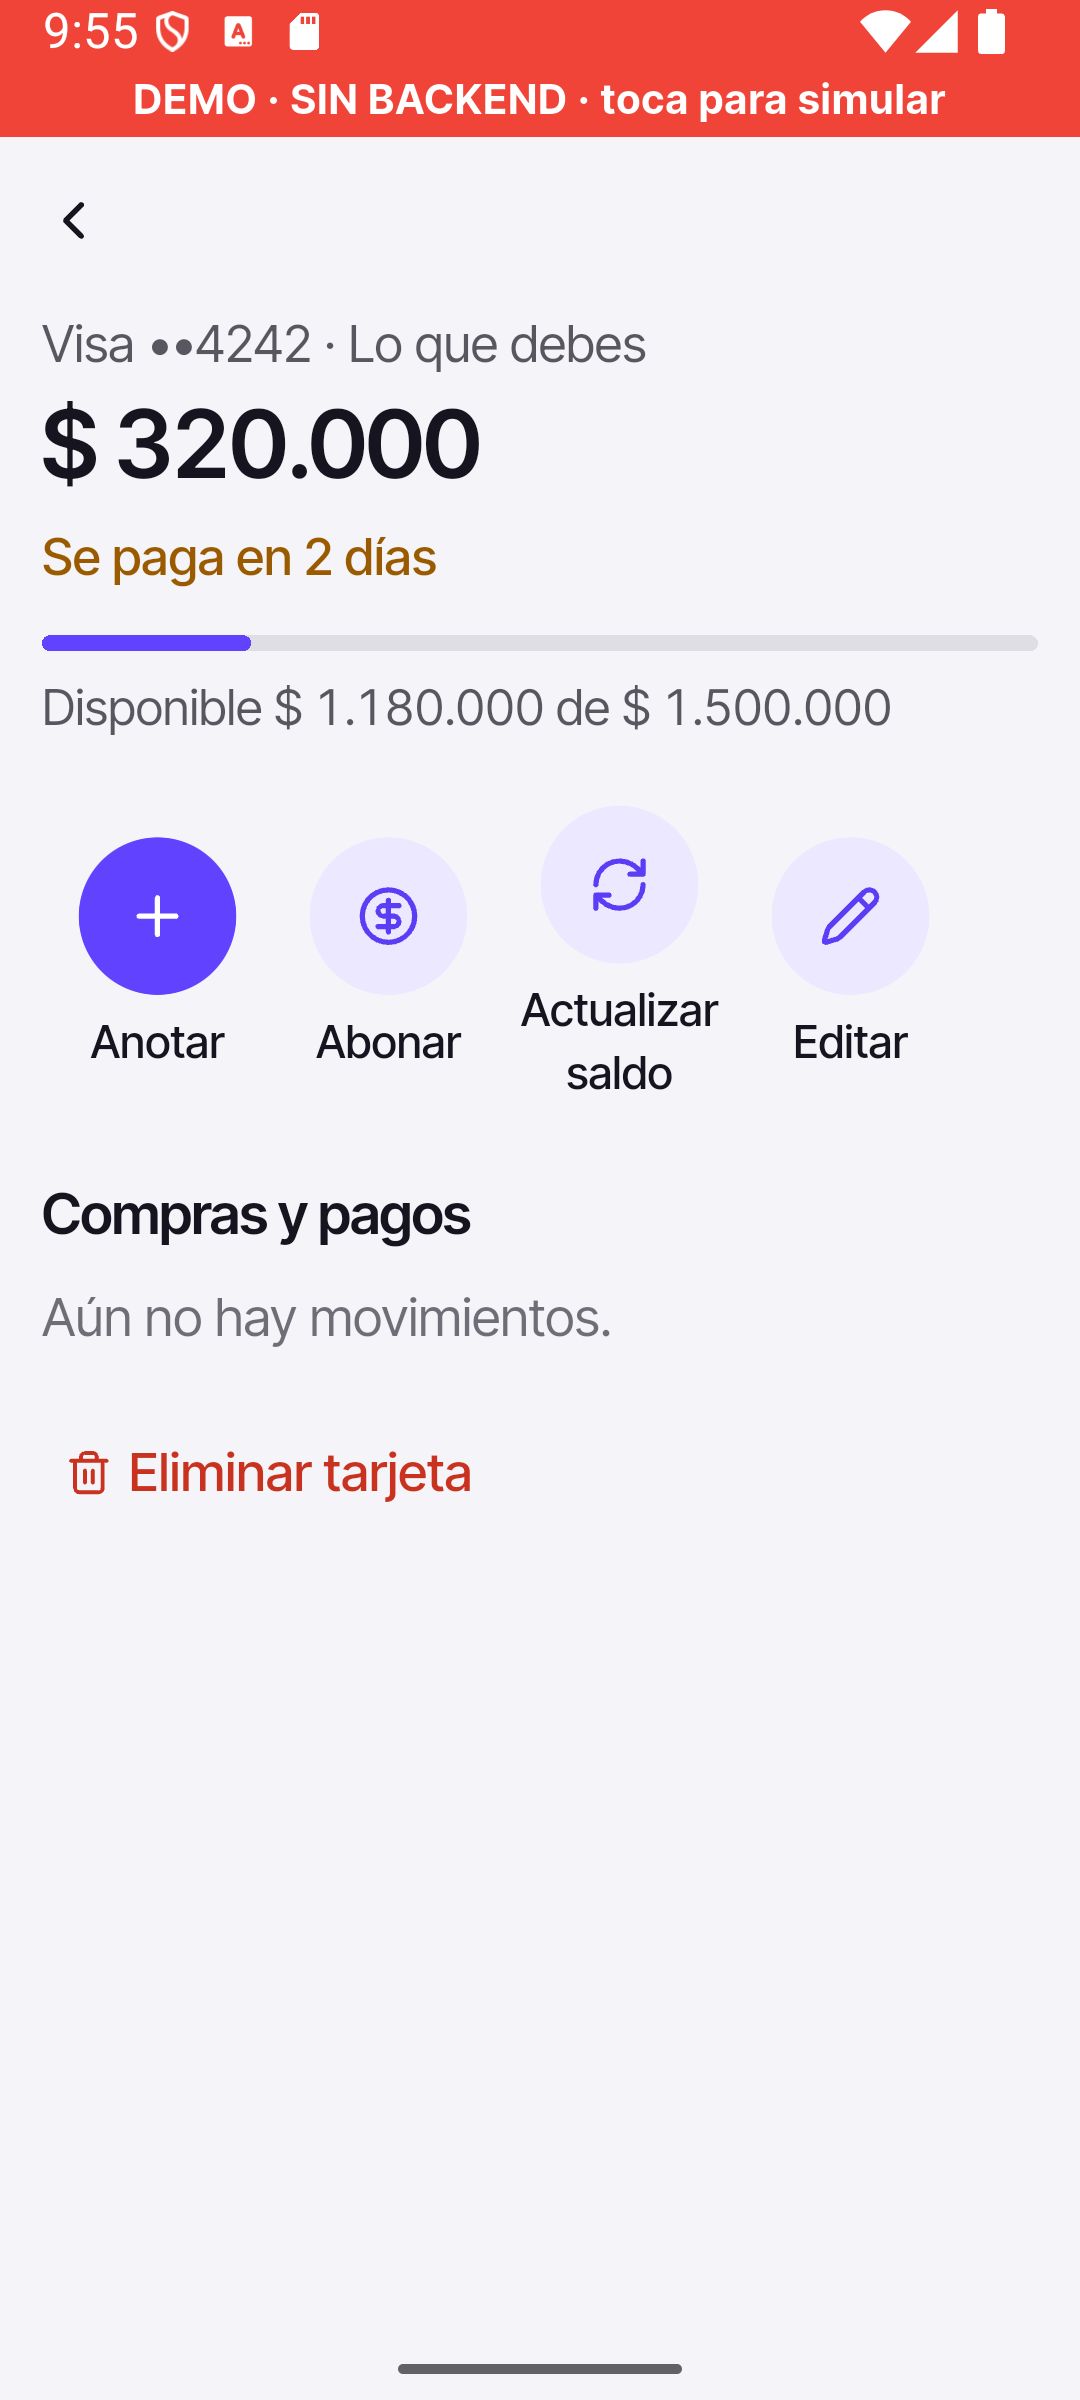 9:55
DEMO · SIN BACKEND · toca para simular
Visa ••4242 · Lo que debes
$ 320.000
Se paga en 2 días
Disponible $ 1.180.000 de $ 1.500.000
Anotar
Abonar
Actualizar
saldo
Editar
Compras y pagos
Aún no hay movimientos.
Eliminar tarjeta